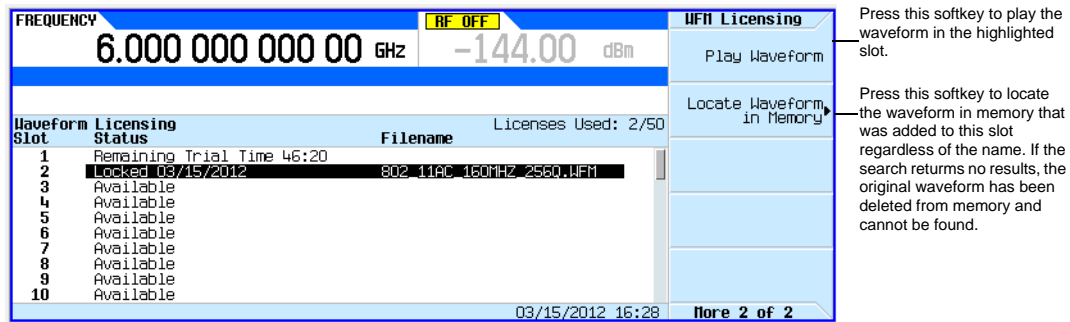 FREQUENCY
RF OFF
6.000 000 000 00 GHz
-144.00 dBm
Waveform Licensing
Slot Status Filename
Licenses Used: 2/50
1 Remaining Trial Time 46:20
2 Locked 03/15/2012 802_11AC_160MHZ_256Q.WFM
3 Available
4 Available
5 Available
6 Available
7 Available
8 Available
9 Available
10 Available
03/15/2012 16:28
WFM Licensing
Play Waveform
Locate Waveform
in Memory
More 2 of 2
Press this softkey to play the
waveform in the highlighted
slot.
Press this softkey to locate
the waveform in memory that
was added to this slot
regardless of the name. If the
search returms no results, the
original waveform has been
deleted from memory and
cannot be found.